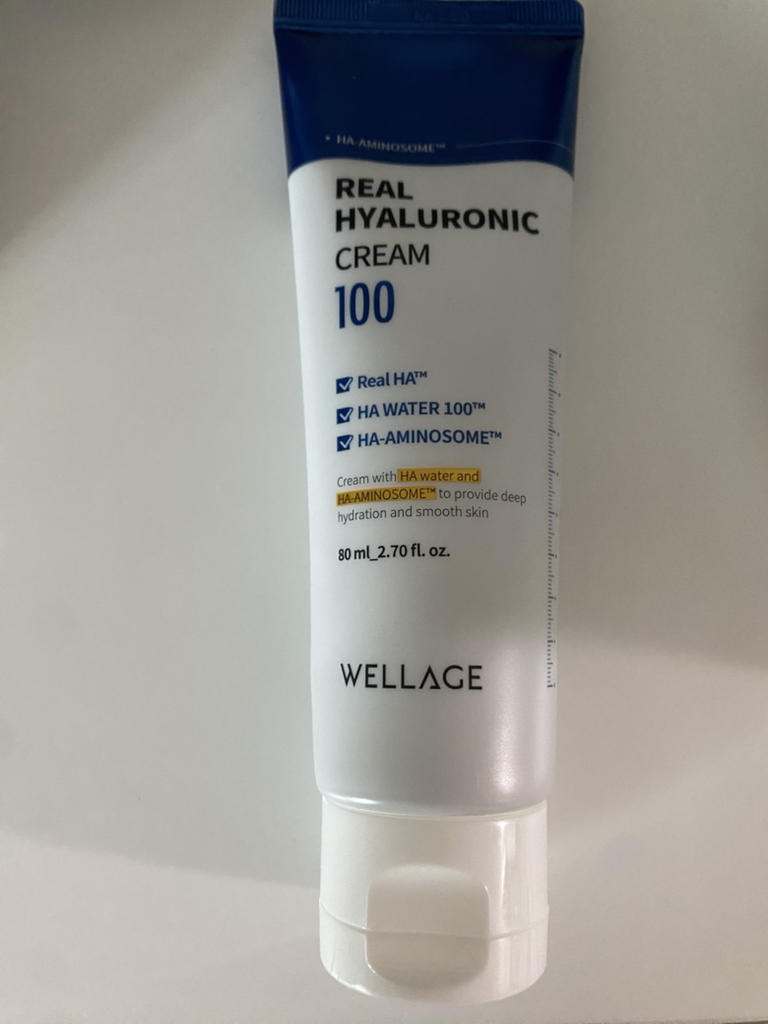 • HA-AMINOSOME™
REAL
HYALURONIC
CREAM
100
Real HA™
HA WATER 100™
HA-AMINOSOME™
Cream with HA water and
HA-AMINOSOME™ to provide deep
hydration and smooth skin
80 ml_2.70 fl. oz.
WELLAGE